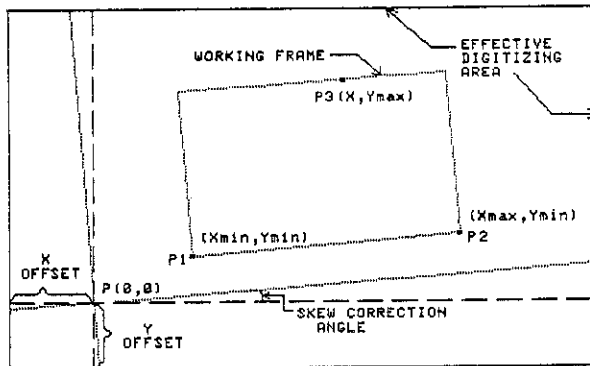 WORKING FRAME
EFFECTIVE
DIGITIZING
AREA
P3(X,Ymax)
(Xmax,Ymin)
(Xmin,Ymin)
P2
P1
X
OFFSET
P(0,0)
SKEW CORRECTION
ANGLE
Y
OFFSET